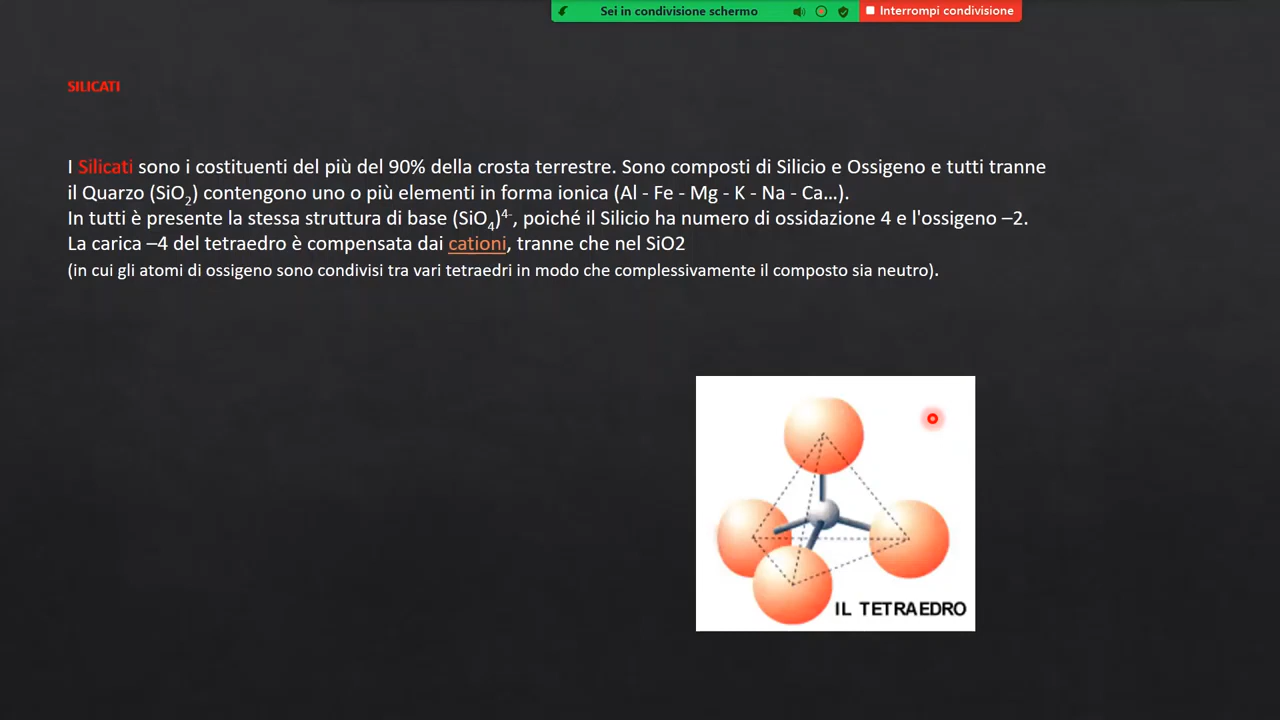 Sei in condivisione schermo
Interrompi condivisione
SILICATI
I Silicati sono i costituenti del più del 90% della crosta terrestre. Sono composti di Silicio e Ossigeno e tutti tranne
il Quarzo (SiO₂) contengono uno o più elementi in forma ionica (Al - Fe - Mg - K - Na - Ca...).
In tutti è presente la stessa struttura di base (SiO₄)⁴⁻, poiché il Silicio ha numero di ossidazione 4 e l'ossigeno –2.
La carica –4 del tetraedro è compensata dai cationi, tranne che nel SiO2
(in cui gli atomi di ossigeno sono condivisi tra vari tetraedri in modo che complessivamente il composto sia neutro).
IL TETRAEDRO